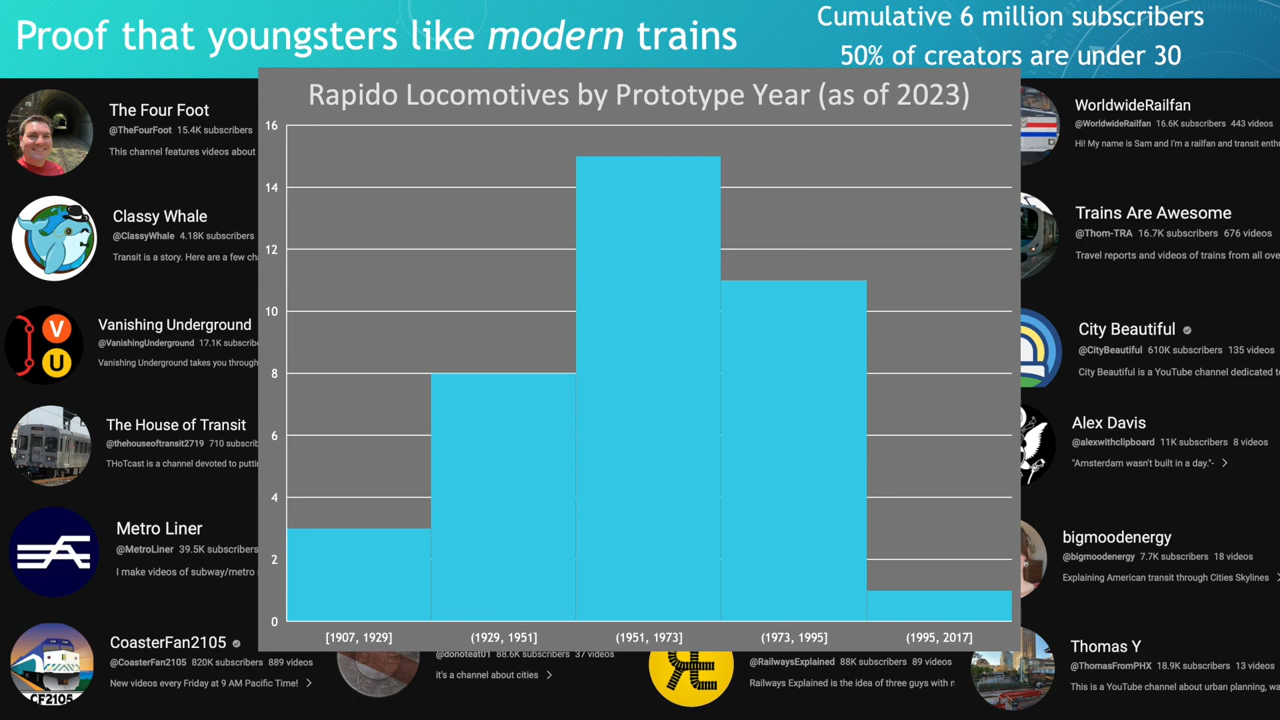 Proof that youngsters like modern trains
Cumulative 6 million subscribers
50% of creators are under 30
The Four Foot
@TheFourFoot 15.4K subscribers
This channel features videos about
Classy Whale
@ClassyWhale 4.18K subscribers
Transit is a story. Here are a few
Vanishing Underground
@VanishingUnderground 17.1K
Vanishing Underground takes you through
V
U
The House of Transit
@thehouseoftransit2719 710
THoTcast is a channel devoted to
Metro Liner
@MetroLiner 39.5K subscribers
I make videos of subway/metro
CoasterFan2105
@CoasterFan2105 820K subscribers 889 videos
New videos every Friday at 9 AM Pacific Time! >
CF2105
Rapido Locomotives by Prototype Year (as of 2023)
16
14
12
10
8
6
4
2
0
[1907, 1929] (1929, 1951] (1951, 1973] (1973, 1995] (1995, 2017]
@donoteat01 88.6K subscribers 37 videos
it's a channel about cities >
@RailwaysExplained 88K subscribers 89 videos
Railways Explained is the idea of three guys with
WorldwideRailfan
@WorldwideRailfan 16.6K subscribers 443 videos
Hi! My name is Sam and I'm a railfan and transit
Trains Are Awesome
@Thom-TRA 16.7K subscribers 676 videos
Travel reports and videos of trains from all
City Beautiful
@CityBeautiful 610K subscribers 135 videos
City Beautiful is a YouTube channel dedicated
Alex Davis
@alexwithclipboard 11K subscribers 8 videos
"Amsterdam wasn't built in a day."- >
bigmoodenergy
@bigmoodenergy 7.7K subscribers 18 videos
Explaining American transit through Cities Skylines >
Thomas Y
@ThomasFromPHX 18.9K subscribers 13 videos
This is a YouTube channel about urban planning,